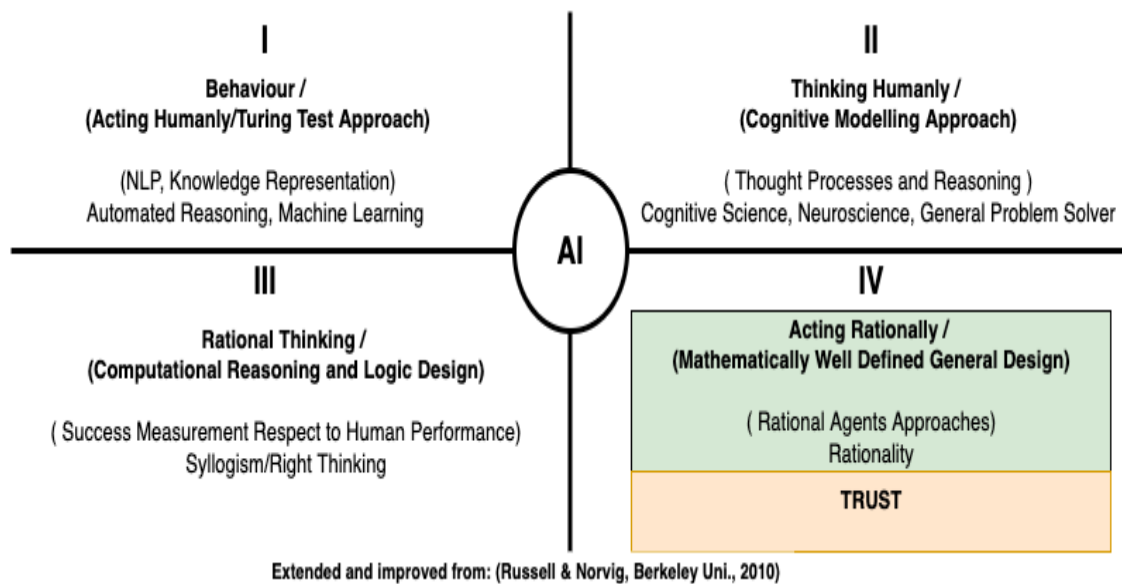 I
Behaviour /
(Acting Humanly/Turing Test Approach)
(NLP, Knowledge Representation)
Automated Reasoning, Machine Learning
II
Thinking Humanly /
(Cognitive Modelling Approach)
( Thought Processes and Reasoning )
Cognitive Science, Neuroscience, General Problem Solver
AI
III
Rational Thinking /
(Computational Reasoning and Logic Design)
( Success Measurement Respect to Human Performance)
Syllogism/Right Thinking
IV
Acting Rationally /
(Mathematically Well Defined General Design)
( Rational Agents Approaches)
Rationality
TRUST
Extended and improved from: (Russell & Norvig, Berkeley Uni., 2010)